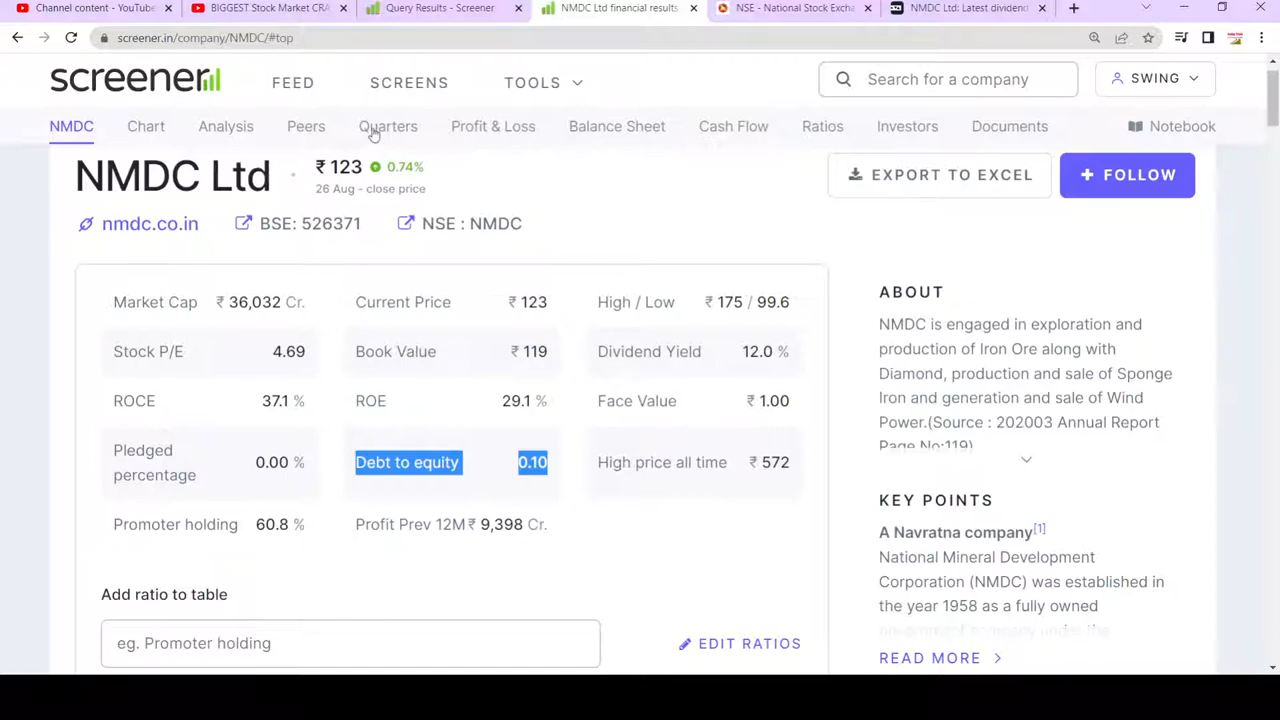 Channel content - YouTube
BIGGEST Stock Market CRA
Query Results - Screener
NMDC Ltd financial results
NSE - National Stock Excha
NMDC Ltd: Latest dividend
screener.in/company/NMDC/#top
screener
FEED
SCREENS
TOOLS
Search for a company
SWING
NMDC
Chart
Analysis
Peers
Quarters
Profit & Loss
Balance Sheet
Cash Flow
Ratios
Investors
Documents
Notebook
NMDC Ltd
₹ 123 0.74%
26 Aug - close price
EXPORT TO EXCEL
FOLLOW
nmdc.co.in
BSE: 526371
NSE : NMDC
Market Cap ₹ 36,032 Cr.
Current Price ₹ 123
High / Low ₹ 175 / 99.6
Stock P/E 4.69
Book Value ₹ 119
Dividend Yield 12.0 %
ROCE 37.1 %
ROE 29.1 %
Face Value ₹ 1.00
Pledged
percentage 0.00 %
Debt to equity 0.10
High price all time ₹ 572
Promoter holding 60.8 %
Profit Prev 12M ₹ 9,398 Cr.
Add ratio to table
eg. Promoter holding
EDIT RATIOS
ABOUT
NMDC is engaged in exploration and
production of Iron Ore along with
Diamond, production and sale of Sponge
Iron and generation and sale of Wind
Power.(Source : 202003 Annual Report
Page No:119)
KEY POINTS
A Navratna company[1]
National Mineral Development
Corporation (NMDC) was established in
the year 1958 as a fully owned
government company under the
READ MORE